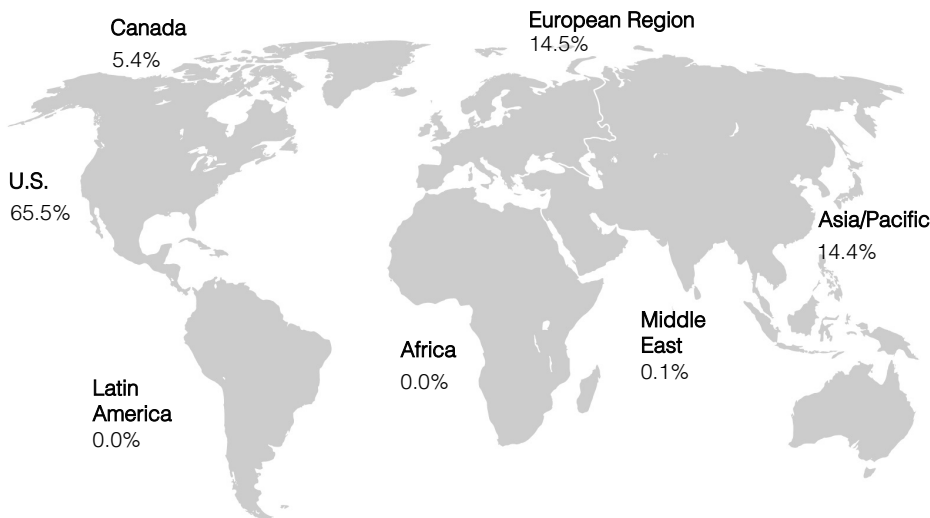 Canada
5.4%
European Region
14.5%
U.S.
65.5%
Asia/Pacific
14.4%
Middle
East
0.1%
Africa
0.0%
Latin
America
0.0%